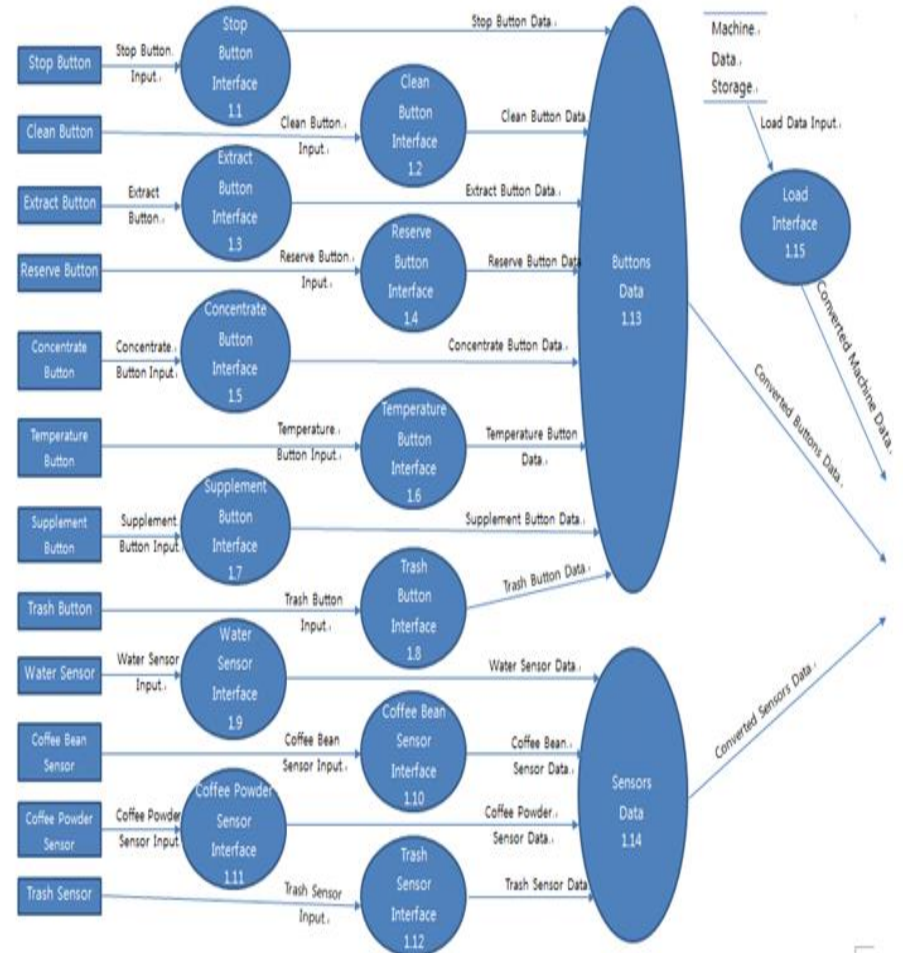 Stop Button
Stop Button
Input.
Stop
Button
Interface
1.1
Stop Button Data.
Clean Button
Clean Button.
Input.
Clean
Button
Interface
1.2
Clean Button Data
Extract Button
Extract
Button.
Extract
Button
Interface
1.3
Extract Button Data.
Reserve Button
Reserve Button.
Input.
Reserve
Button
Interface
1.4
Reserve Button Data
Concentrate
Button
Concentrate.
Button Input.
Concentrate
Button
Interface
1.5
Concentrate Button Data.
Temperature
Button
Temperature.
Button Input.
Temperature
Button
Interface
1.6
Temperature Button
Data.
Supplement
Button
Supplement
Button Input
Supplement
Button
Interface
1.7
Supplement Button Data.
Trash Button
Trash Button
Input.
Trash
Button
Interface
1.8
Trash Button Data.
Water Sensor
Water Sensor
Input.
Water
Sensor
Interface
1.9
Water Sensor Data.
Coffee Bean
Sensor
Coffee Bean
Sensor Input.
Coffee Bean
Sensor
Interface
1.10
Coffee Bean.
Sensor Data.
Coffee Powder
Sensor
Coffee Powder
Sensor Input
Coffee Powder
Sensor
Interface
1.11
Coffee Powder.
Sensor Data.
Trash Sensor
Trash Sensor
Input.
Trash
Sensor
Interface
1.12
Trash Sensor Data
Buttons
Data
1.13
Sensors
Data
1.14
Machine.
Data.
Storage.
Load Data Input.
Load
Interface
1.15
Converted Machine Data.
Converted Buttons Data.
Converted Sensors Data.